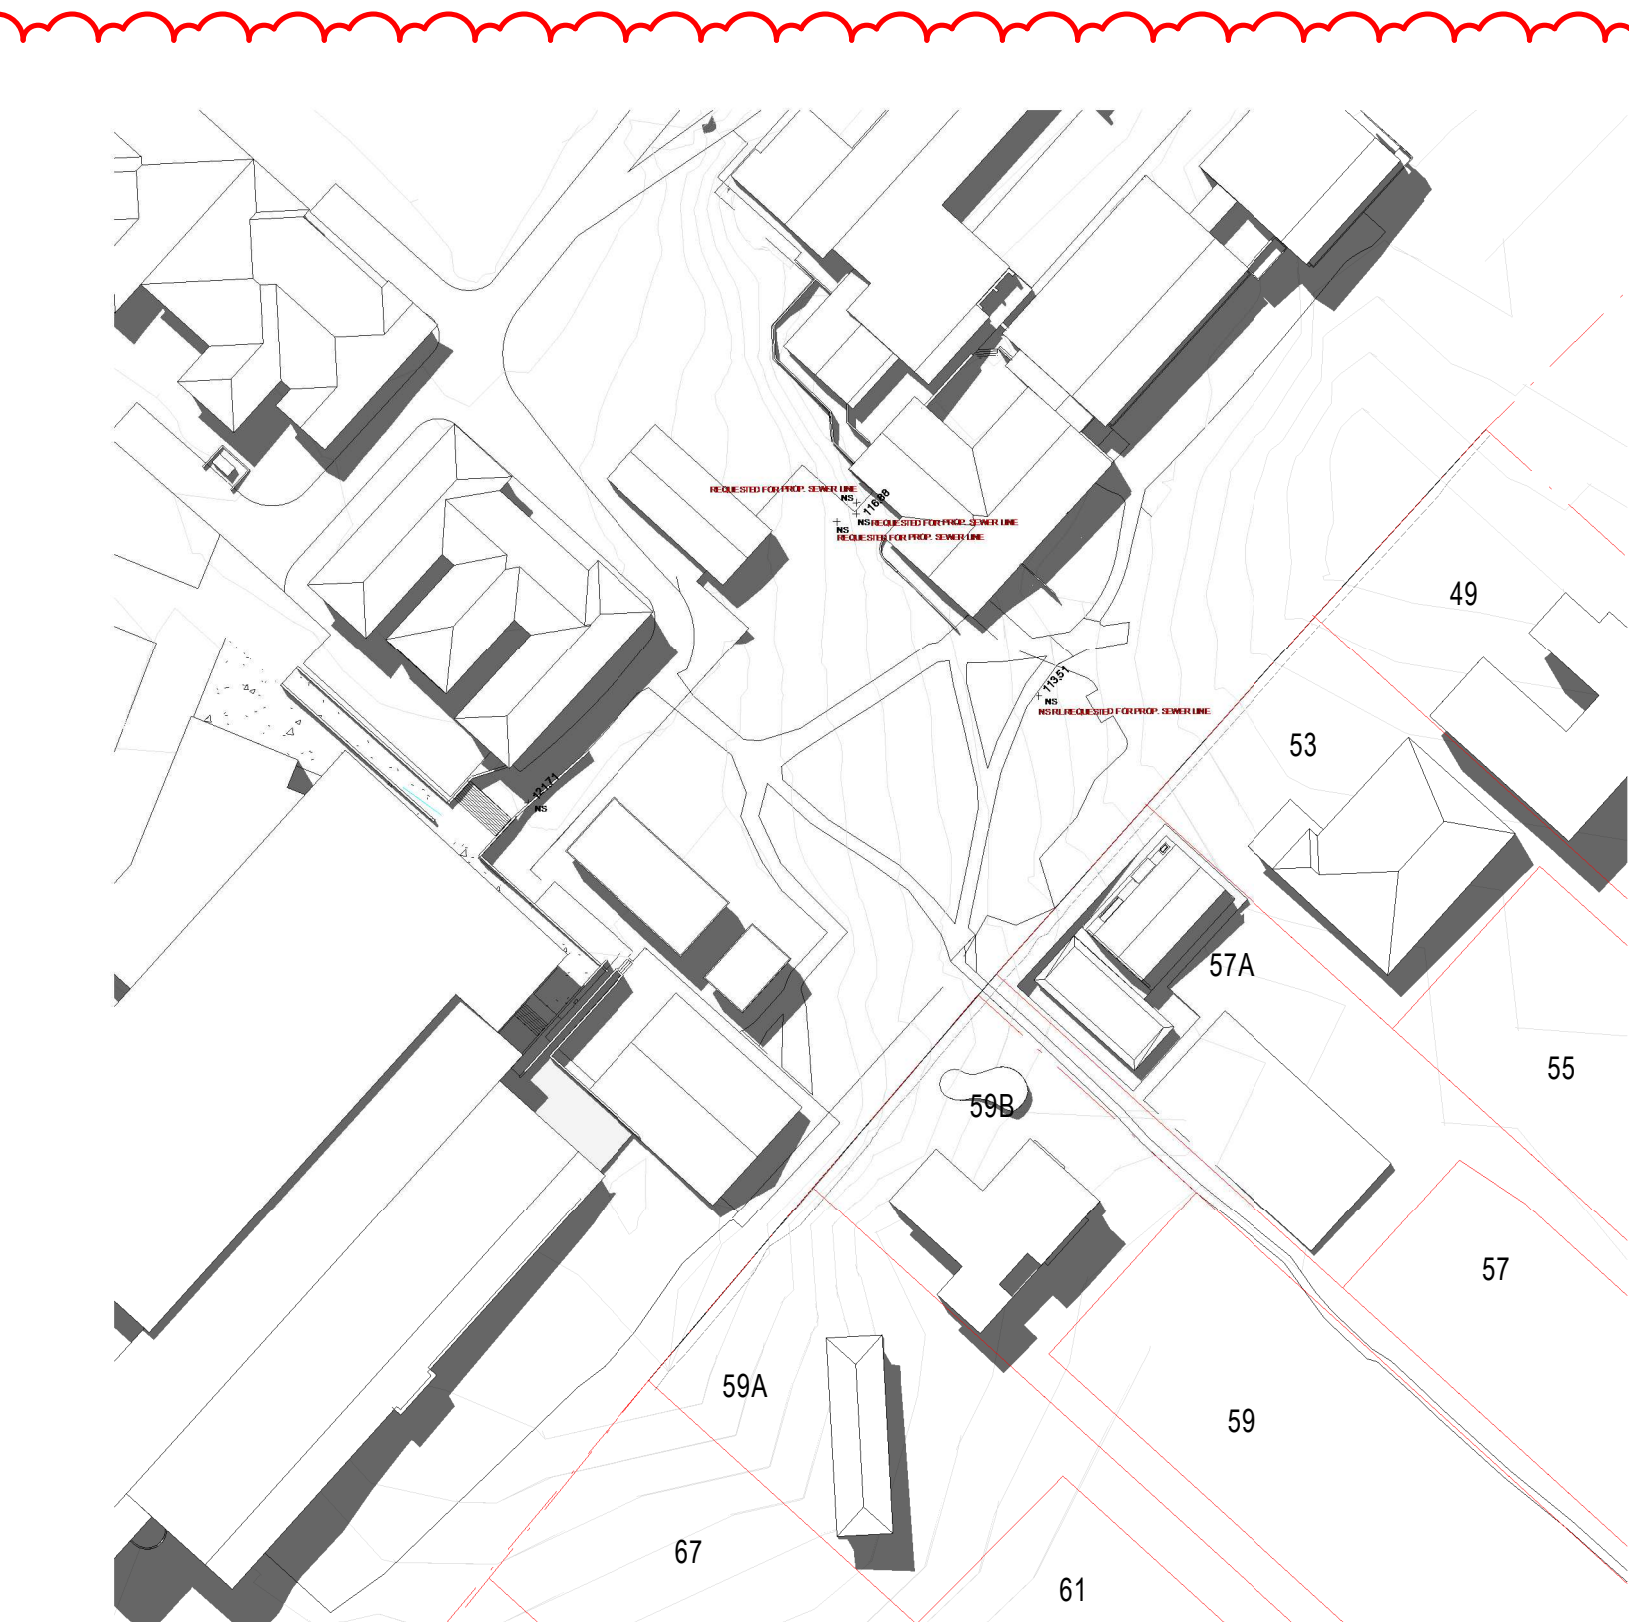 REQUESTED FOR PROP. SEWER LINE
NS
116.88
NS REQUESTED FOR PROP. SEWER LINE
NS
REQUESTED FOR PROP. SEWER LINE
49
113.51
NS
NS RL REQUESTED FOR PROP. SEWER LINE
53
121.71
NS
57A
55
59B
57
59A
59
67
61